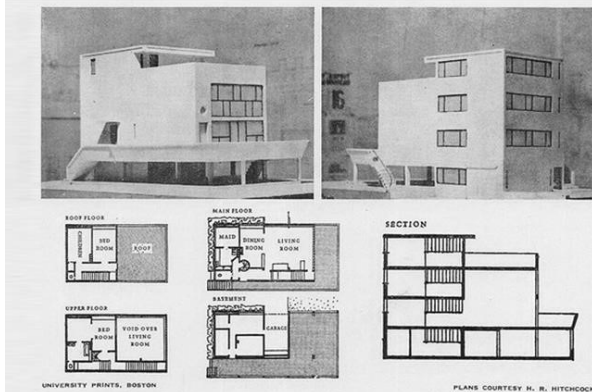 ROOF FLOOR
CHILDREN
BED
ROOM
ROOF
MAIN FLOOR
MAID
DINING
ROOM
LIVING
ROOM
SECTION
UPPER FLOOR
BED
ROOM
VOID OVER
LIVING
ROOM
BASEMENT
GARAGE
UNIVERSITY PRINTS, BOSTON
PLANS COURTESY H. R. HITCHCOCK